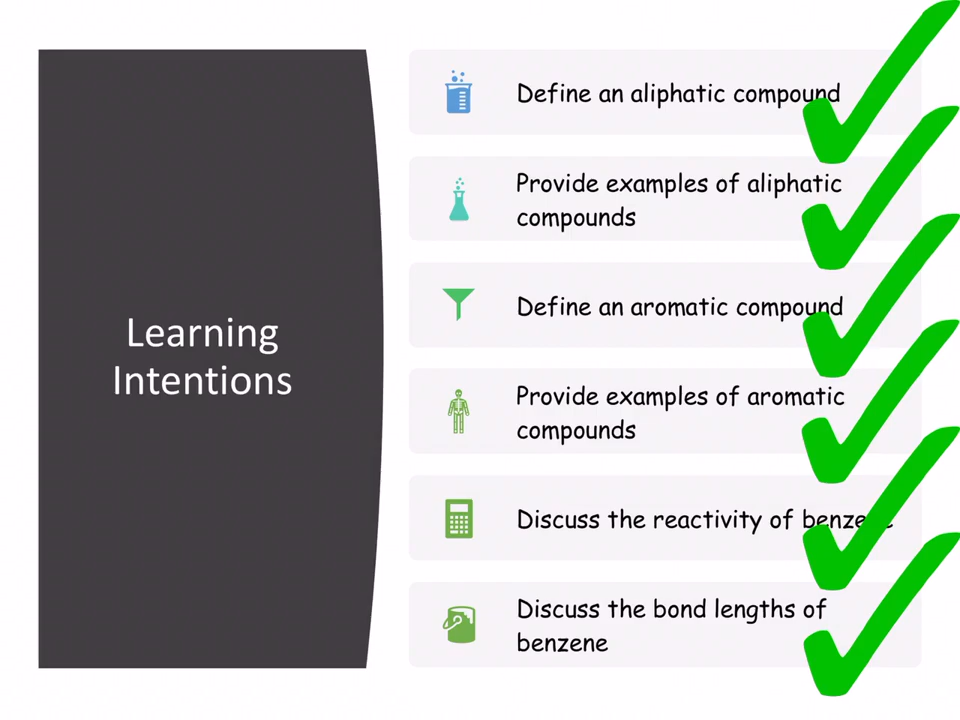 Learning
Intentions
Define an aliphatic compound
Provide examples of aliphatic
compounds
Define an aromatic compound
Provide examples of aromatic
compounds
Discuss the reactivity of benzene
Discuss the bond lengths of
benzene